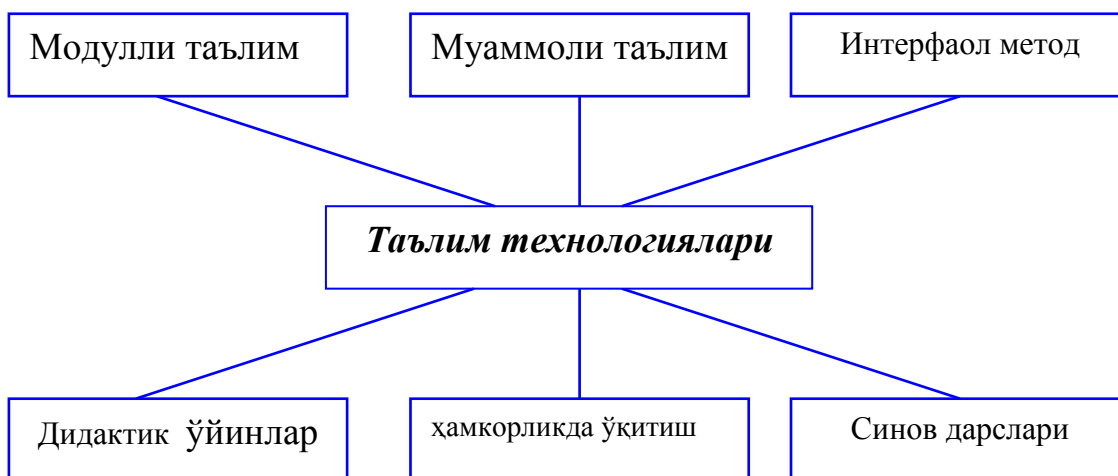 Модулли таълим
Муаммоли таълим
Интерфаол метод
Таълим технологиялари
Дидактик ўйинлар
ҳамкорликда ўқитиш
Синов дарслари